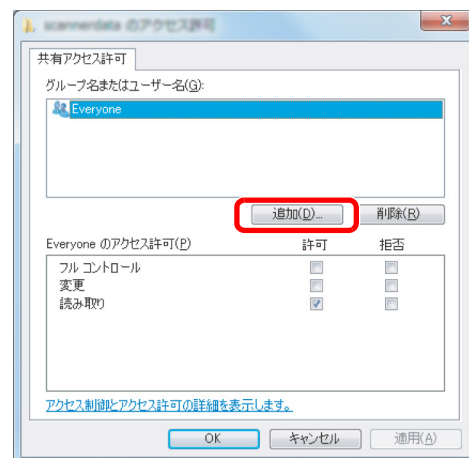 scannerdata のアクセス許可
共有アクセス許可
グループ名またはユーザー名(G):
Everyone
追加(D)... 削除(R)
Everyone のアクセス許可(P) 許可 拒否
フル コントロール
変更
読み取り
アクセス制御とアクセス許可の詳細を表示します。
OK キャンセル 適用(A)